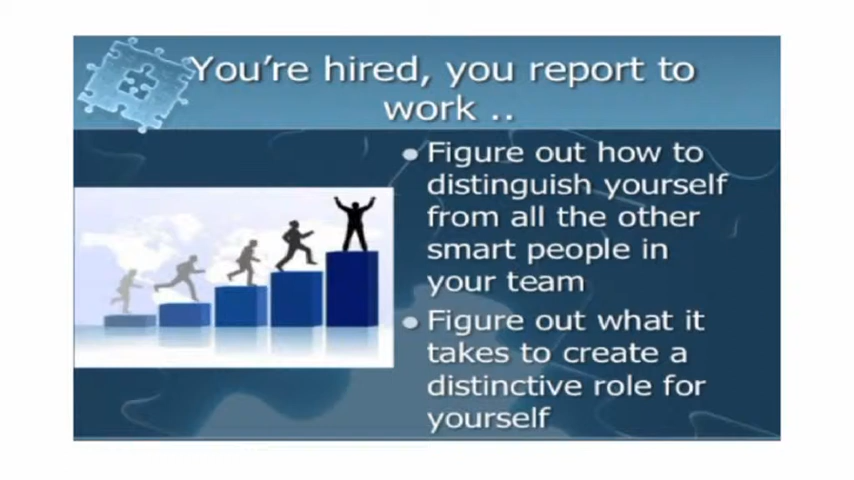 You're hired, you report to
work ..
Figure out how to
distinguish yourself
from all the other
smart people in
your team
Figure out what it
takes to create a
distinctive role for
yourself